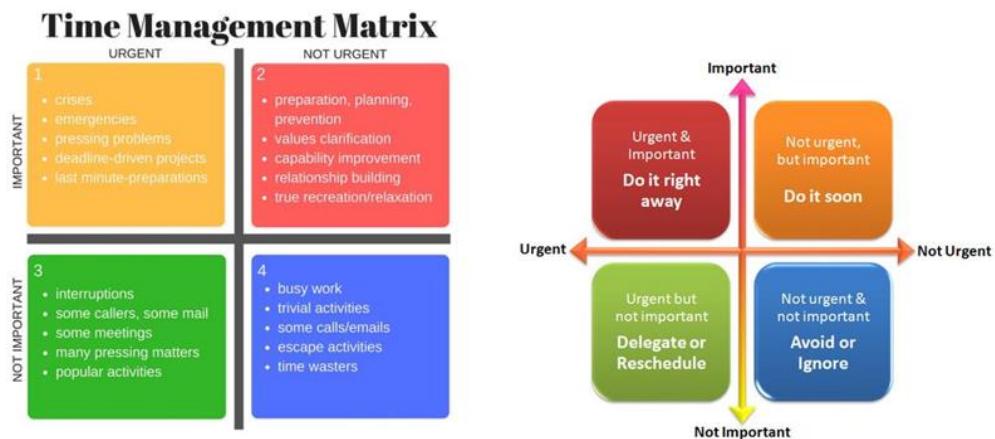 Time Management Matrix
URGENT
NOT URGENT
IMPORTANT
1
• crises
• emergencies
• pressing problems
• deadline-driven projects
• last minute-preparations
2
• preparation, planning,
prevention
• values clarification
• capability improvement
• relationship building
• true recreation/relaxation
NOT IMPORTANT
3
• interruptions
• some callers, some mail
• some meetings
• many pressing matters
• popular activities
4
• busy work
• trivial activities
• some calls/emails
• escape activities
• time wasters
Important
Urgent &
Important
Do it right
away
Not urgent,
but important
Do it soon
Urgent
Not Urgent
Urgent but
not important
Delegate or
Reschedule
Not urgent &
not important
Avoid or
Ignore
Not Important